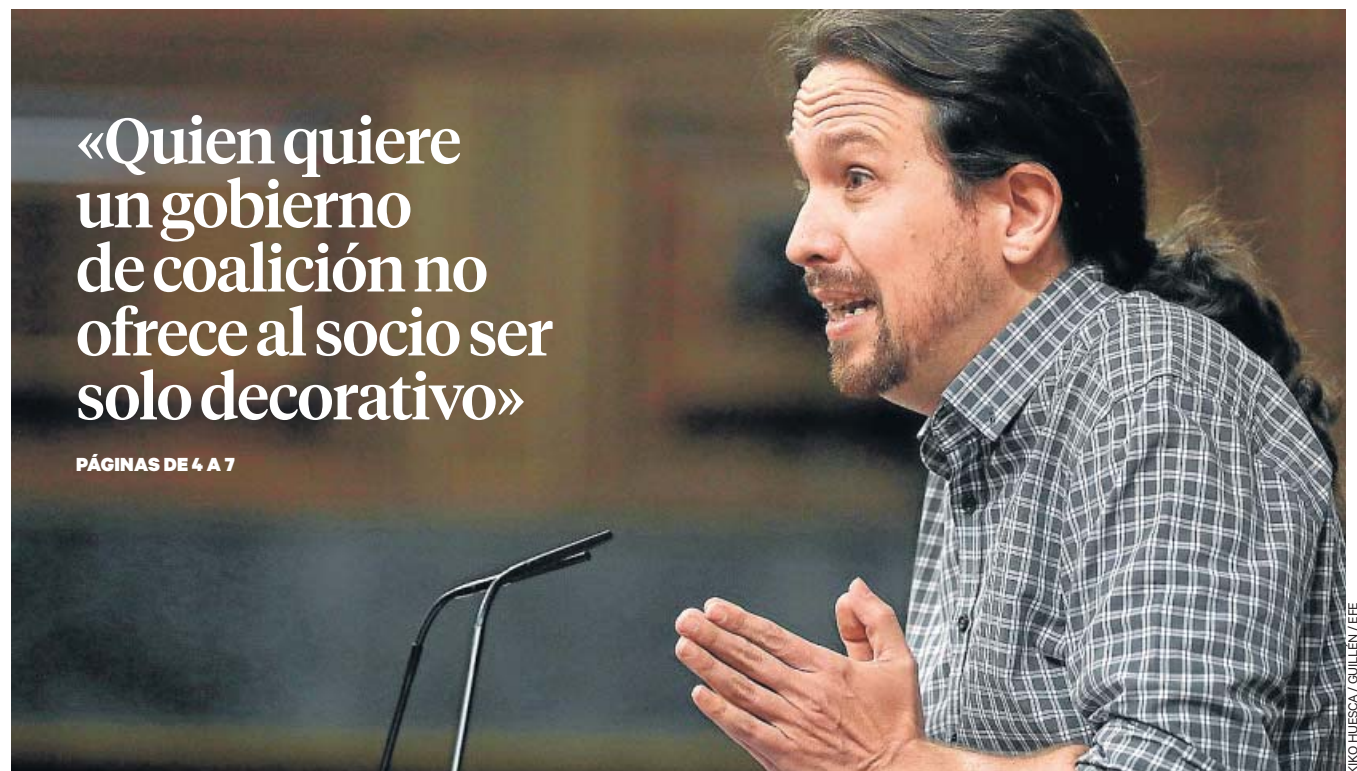 «Quien quiere
un gobierno
de coalición no
ofrece al socio ser
solo decorativo»
PÁGINAS DE 4 A 7
KIKO HUESCA / GUILLÉN / EFE